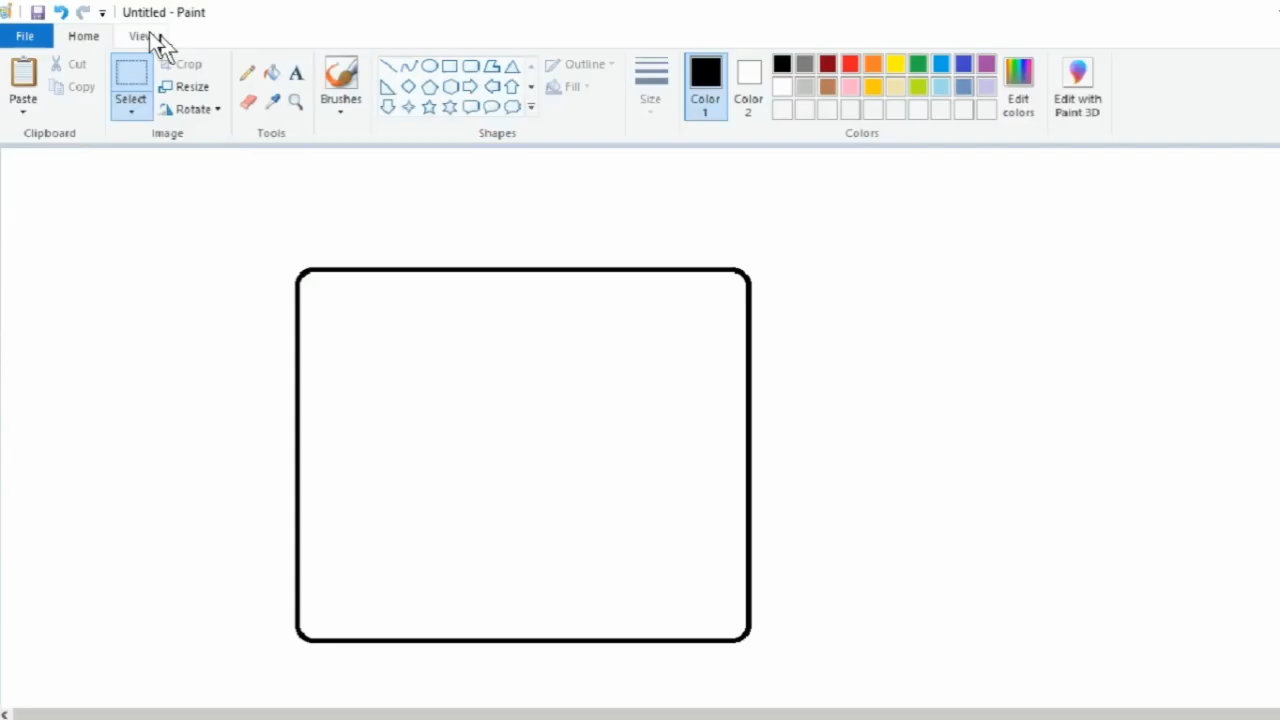 Untitled - Paint
File Home View
Paste
Cut
Copy
Clipboard
Select
Crop
Resize
Rotate
Image
Tools
Brushes
Shapes
Outline
Fill
Size
Color 1
Color 2
Edit colors
Colors
Edit with Paint 3D